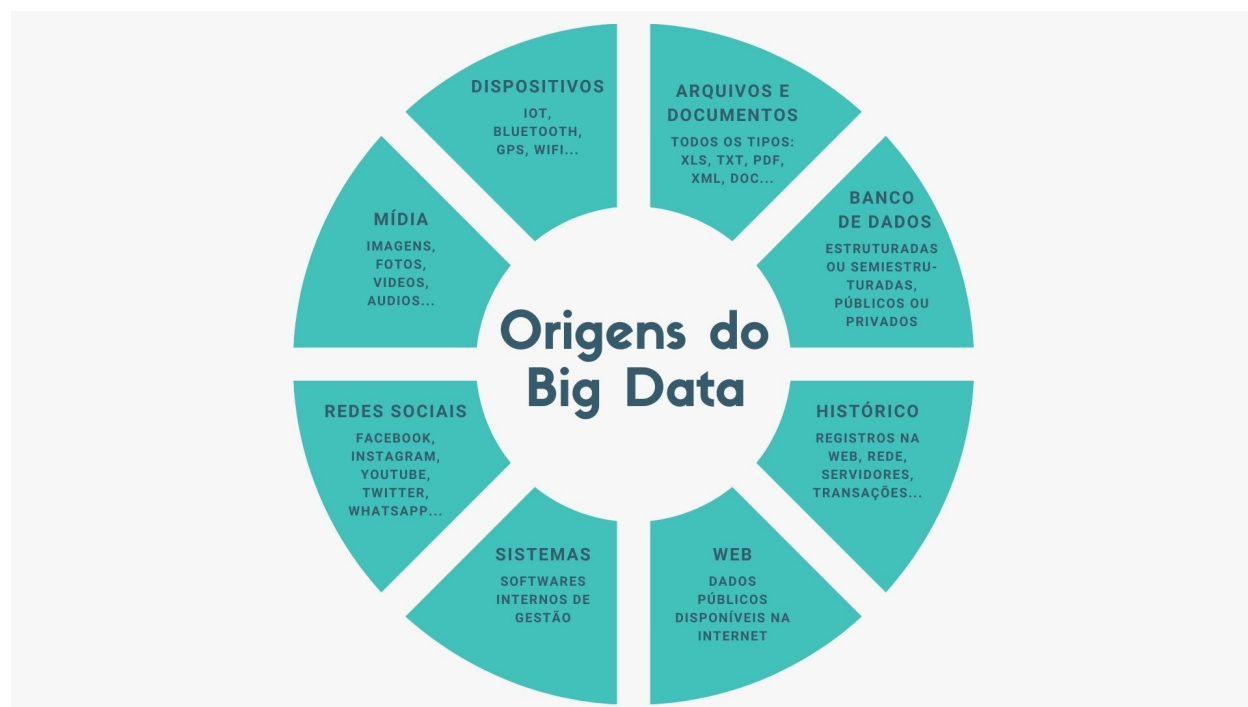 Origens do
Big Data
ARQUIVOS E
DOCUMENTOS
TODOS OS TIPOS:
XLS, TXT, PDF,
XML, DOC...
BANCO
DE DADOS
ESTRUTURADAS
OU SEMIESTRU-
TURADAS,
PÚBLICOS OU
PRIVADOS
HISTÓRICO
REGISTROS NA
WEB, REDE,
SERVIDORES,
TRANSAÇÕES...
WEB
DADOS
PÚBLICOS
DISPONÍVEIS NA
INTERNET
SISTEMAS
SOFTWARES
INTERNOS DE
GESTÃO
REDES SOCIAIS
FACEBOOK,
INSTAGRAM,
YOUTUBE,
TWITTER,
WHATSAPP...
MÍDIA
IMAGENS,
FOTOS,
VIDEOS,
AUDIOS...
DISPOSITIVOS
IOT,
BLUETOOTH,
GPS, WIFI...